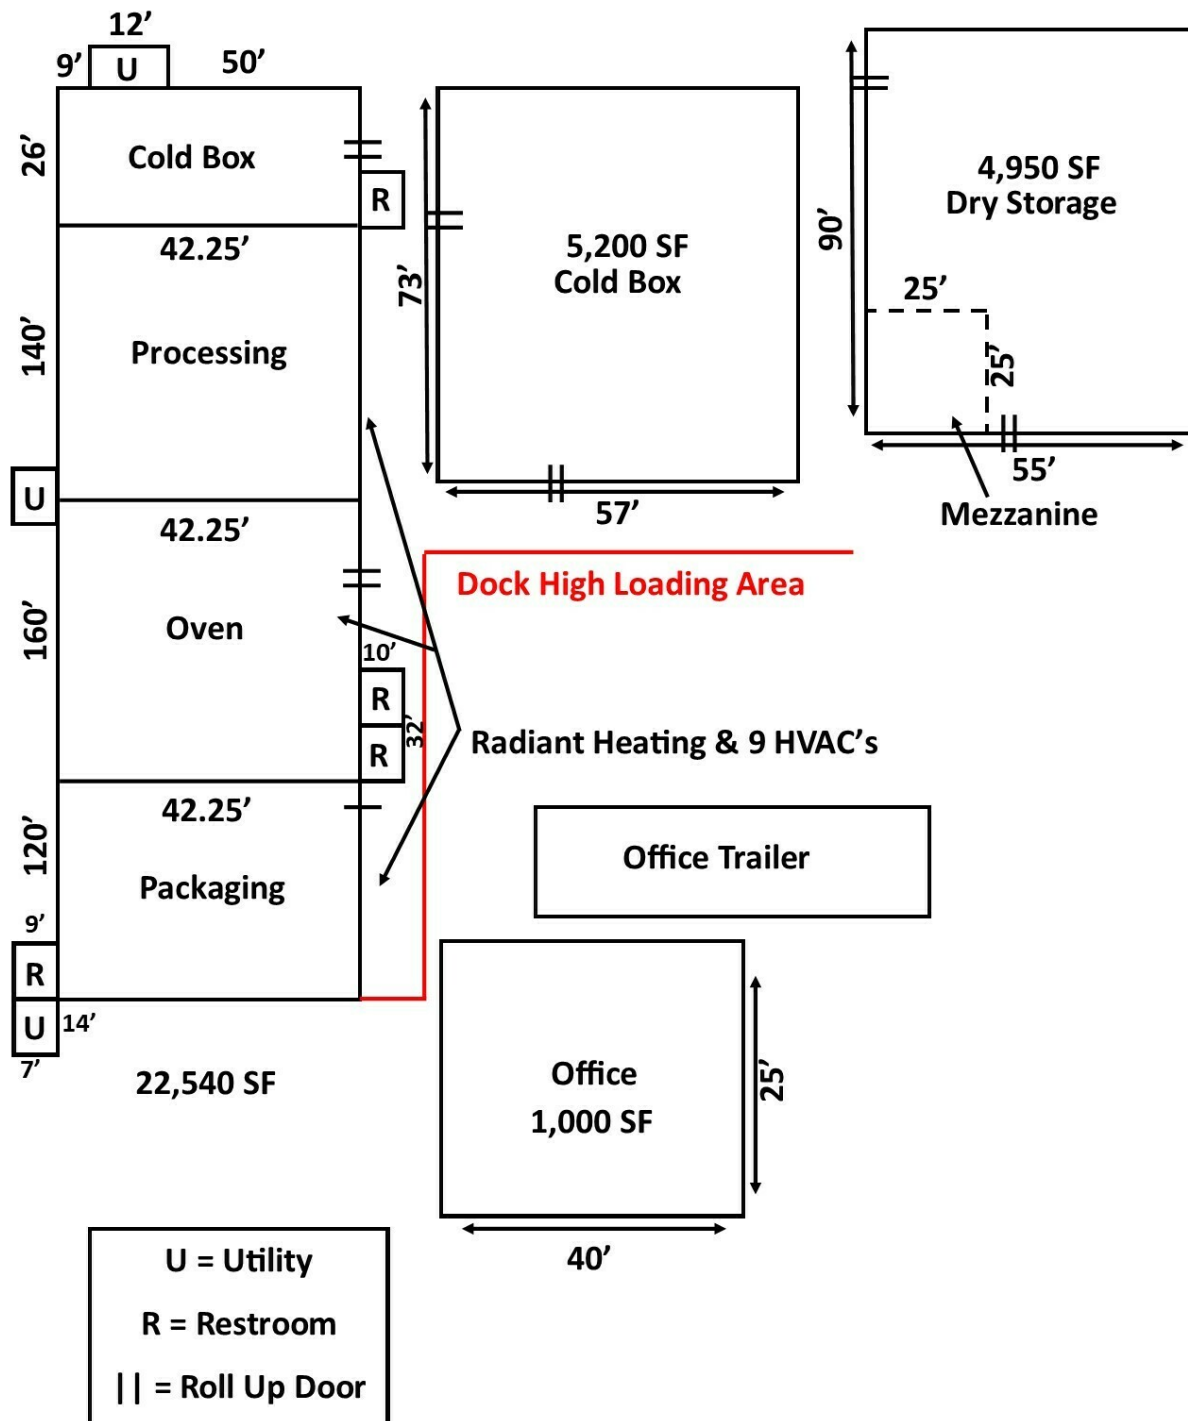 12’
9’
U
50’
26’
Cold Box
R
42.25’
140’
Processing
U
42.25’
160’
Oven
10’
R
R
32’
42.25’
120’
Packaging
9’
R
U
14’
7’
22,540 SF
73’
5,200 SF
Cold Box
57’
90’
4,950 SF
Dry Storage
25’
25’
55’
Mezzanine
Dock High Loading Area
Radiant Heating & 9 HVAC’s
Office Trailer
Office
1,000 SF
25’
40’
U = Utility
R = Restroom
|| = Roll Up Door